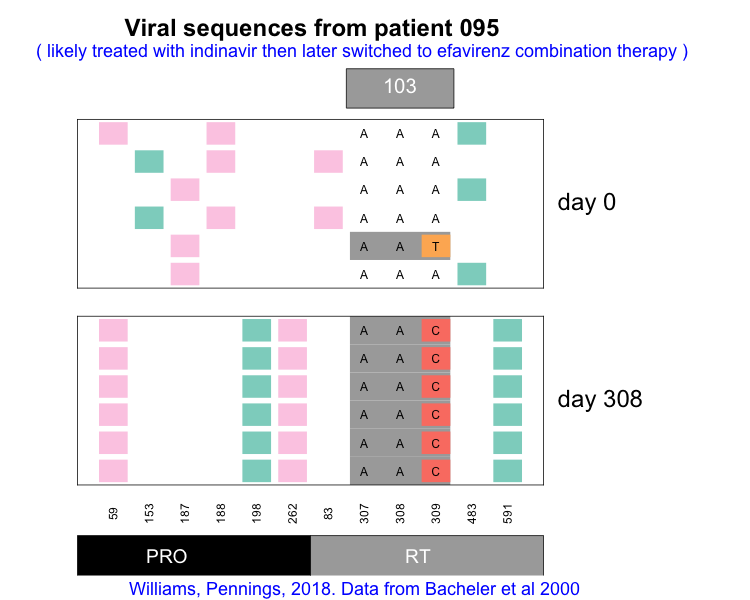 Viral sequences from patient 095
( likely treated with indinavir then later switched to efavirenz combination therapy )
103
A A A
A A A
A A A
A A A
A A T
A A A
day 0
A A C
A A C
A A C
A A C
A A C
A A C
day 308
59 153 187 188 198 262 83 307 308 309 483 591
PRO RT
Williams, Pennings, 2018. Data from Bacheler et al 2000